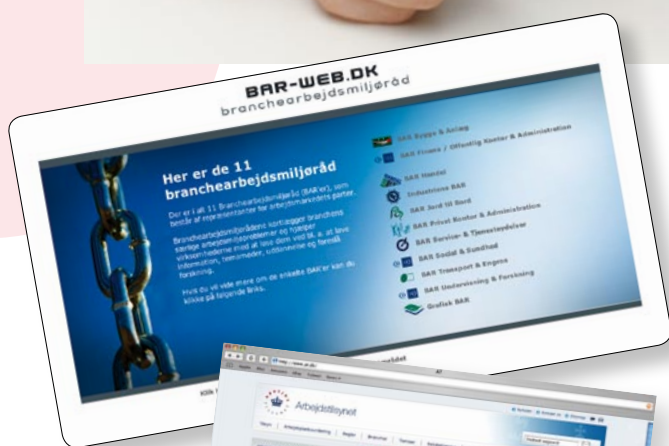 BAR-WEB.DK
branchearbejdsmiljøråd
Her er de 11
branchearbejdsmiljøråd
Der er i alt 11 Branchearbejdsmiljøråd (BAR'er), som
består af repræsentanter for arbejdsmarkedets parter.
Branchearbejdsmiljørådene kortlægger branchens
særlige arbejdsmiljøproblemer og hjælper
virksomhederne med at løse dem ved bl. a. at lave
information, temamøder, uddannelse og foreslå
forskning.
Hvis du vil vide mere om de enkelte BAR'er kan du
klikke på følgende links.
BAR Bygge & Anlæg
BAR Finans / Offentlig Kontor & Administration
BAR Handel
Industriens BAR
BAR Jord til Bord
BAR Privat Kontor & Administration
BAR Service- & Tjenesteydelser
BAR Social & Sundhed
BAR Transport & Engros
BAR Undervisning & Forskning
Grafisk BAR
Klik
Arbejdstilsynet